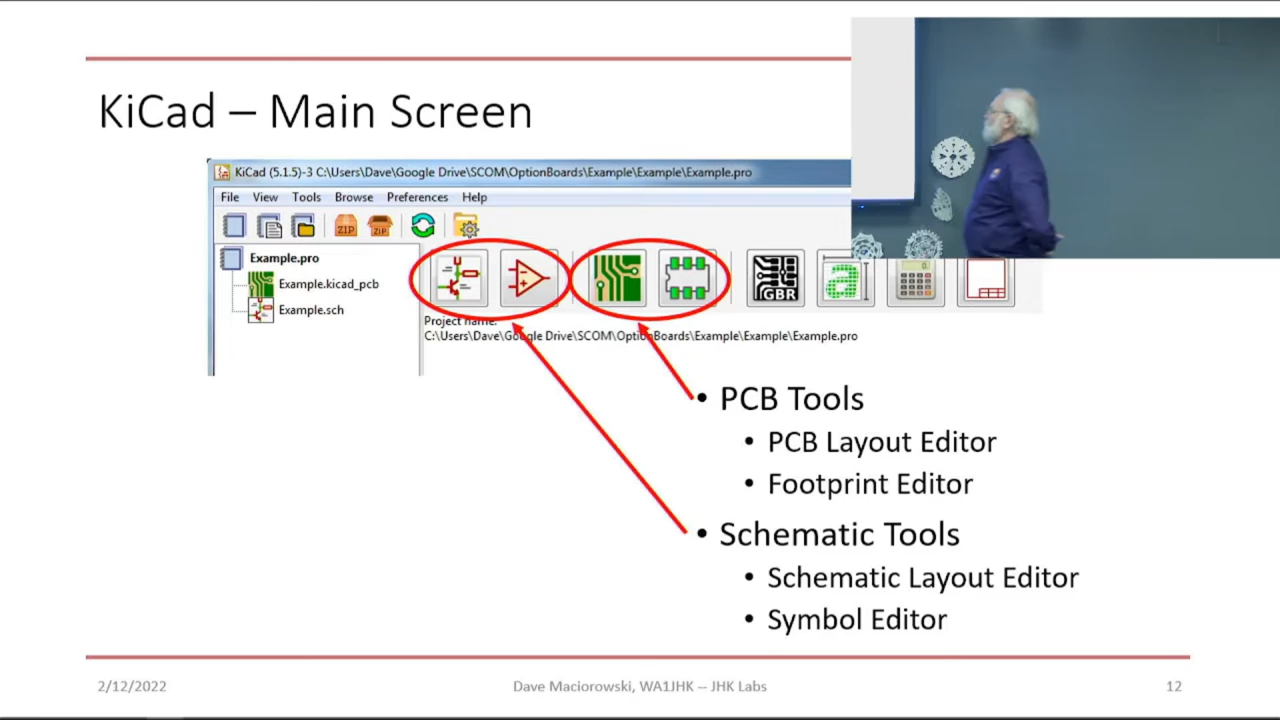 KiCad – Main Screen
KiCad (5.1.5)-3 C:\Users\Dave\Google Drive\SCOM\OptionBoards\Example\Example\Example.pro
File View Tools Browse Preferences Help
ZIP ZIP
Example.pro
Example.kicad_pcb
Example.sch
GBR
a
Project name:
C:\Users\Dave\Google Drive\SCOM\OptionBoards\Example\Example\Example.pro
• PCB Tools
• PCB Layout Editor
• Footprint Editor
• Schematic Tools
• Schematic Layout Editor
• Symbol Editor
2/12/2022
Dave Maciorowski, WA1JHK -- JHK Labs
12